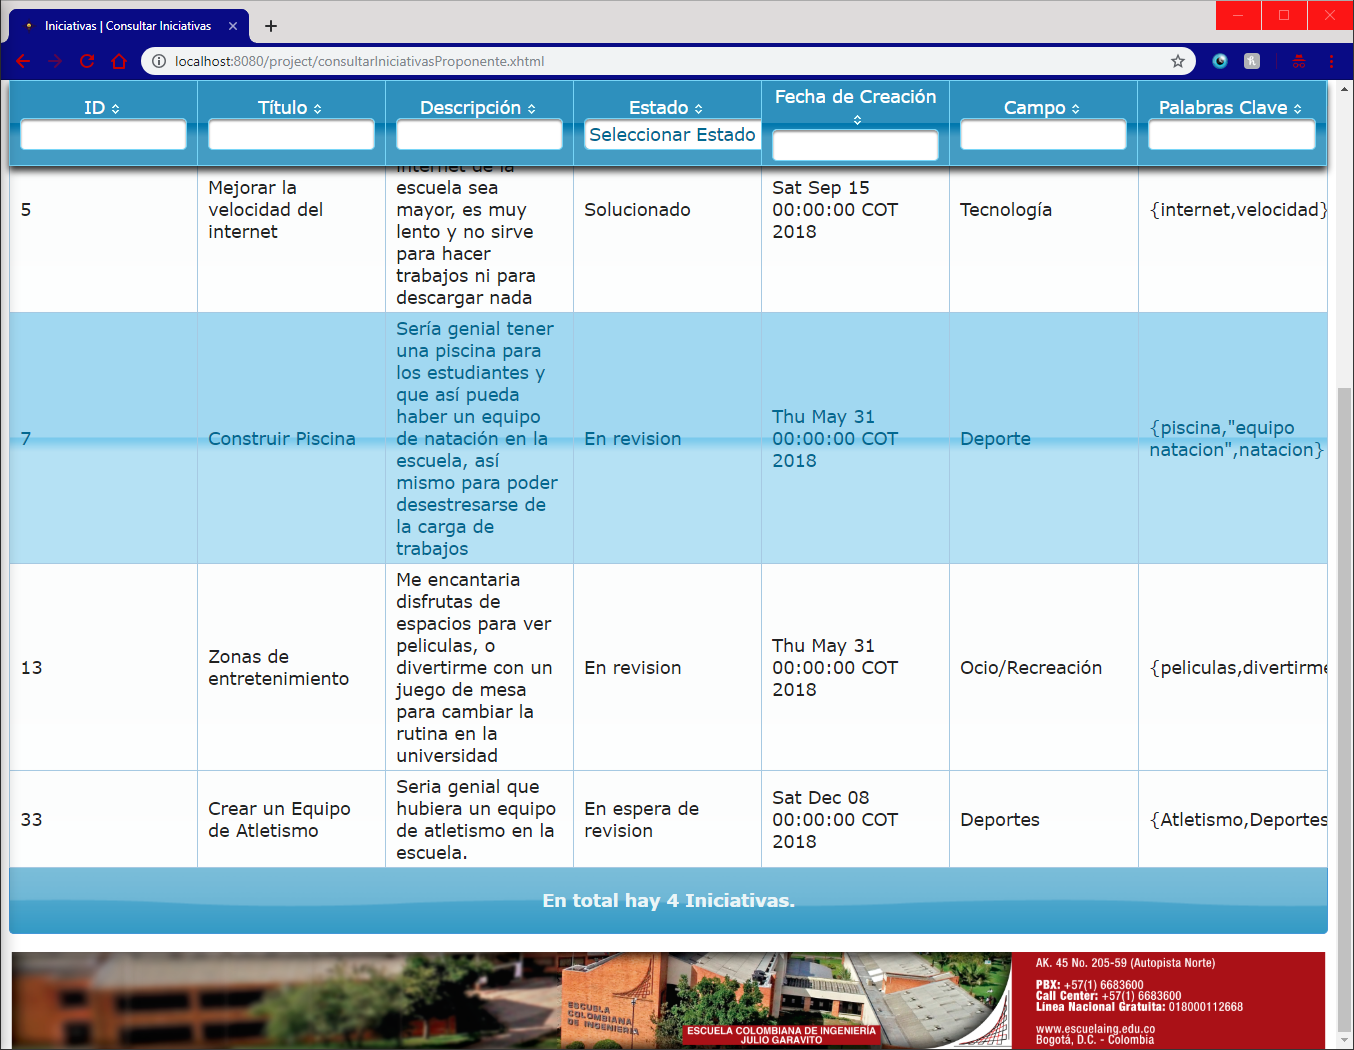 Iniciativas | Consultar Iniciativas
localhost:8080/project/consultarIniciativasProponente.xhtml
ID
Título
Descripción
Estado
Fecha de Creación
Campo
Palabras Clave
Seleccionar Estado
5
Mejorar la
velocidad del
internet
internet de la
escuela sea
mayor, es muy
lento y no sirve
para hacer
trabajos ni para
descargar nada
Solucionado
Sat Sep 15
00:00:00 COT
2018
Tecnología
{internet,velocidad}
7
Construir Piscina
Sería genial tener
una piscina para
los estudiantes y
que así pueda
haber un equipo
de natación en la
escuela, así
mismo para poder
desestresarse de
la carga de
trabajos
En revision
Thu May 31
00:00:00 COT
2018
Deporte
{piscina,"equipo
natacion",natacion}
13
Zonas de
entretenimiento
Me encantaria
disfrutas de
espacios para ver
peliculas, o
divertirme con un
juego de mesa
para cambiar la
rutina en la
universidad
En revision
Thu May 31
00:00:00 COT
2018
Ocio/Recreación
{peliculas,divertirme
33
Crear un Equipo
de Atletismo
Seria genial que
hubiera un equipo
de atletismo en la
escuela.
En espera de
revision
Sat Dec 08
00:00:00 COT
2018
Deportes
{Atletismo,Deportes
En total hay 4 Iniciativas.
ESCUELA
COLOMBIANA
DE INGENIERÍA
ESCUELA COLOMBIANA DE INGENIERÍA
JULIO GARAVITO
AK. 45 No. 205-59 (Autopista Norte)
PBX: +57(1) 6683600
Call Center: +57(1) 6683600
Línea Nacional Gratuita: 018000112668
www.escuelaing.edu.co
Bogotá, D.C. - Colombia